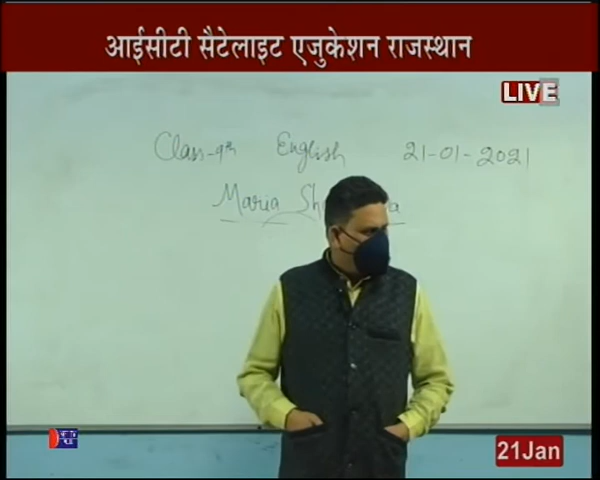 आईसीटी सैटेलाइट एजुकेशन राजस्थान
LIVE
Class-9th English 21-01-2021
Maria
21Jan